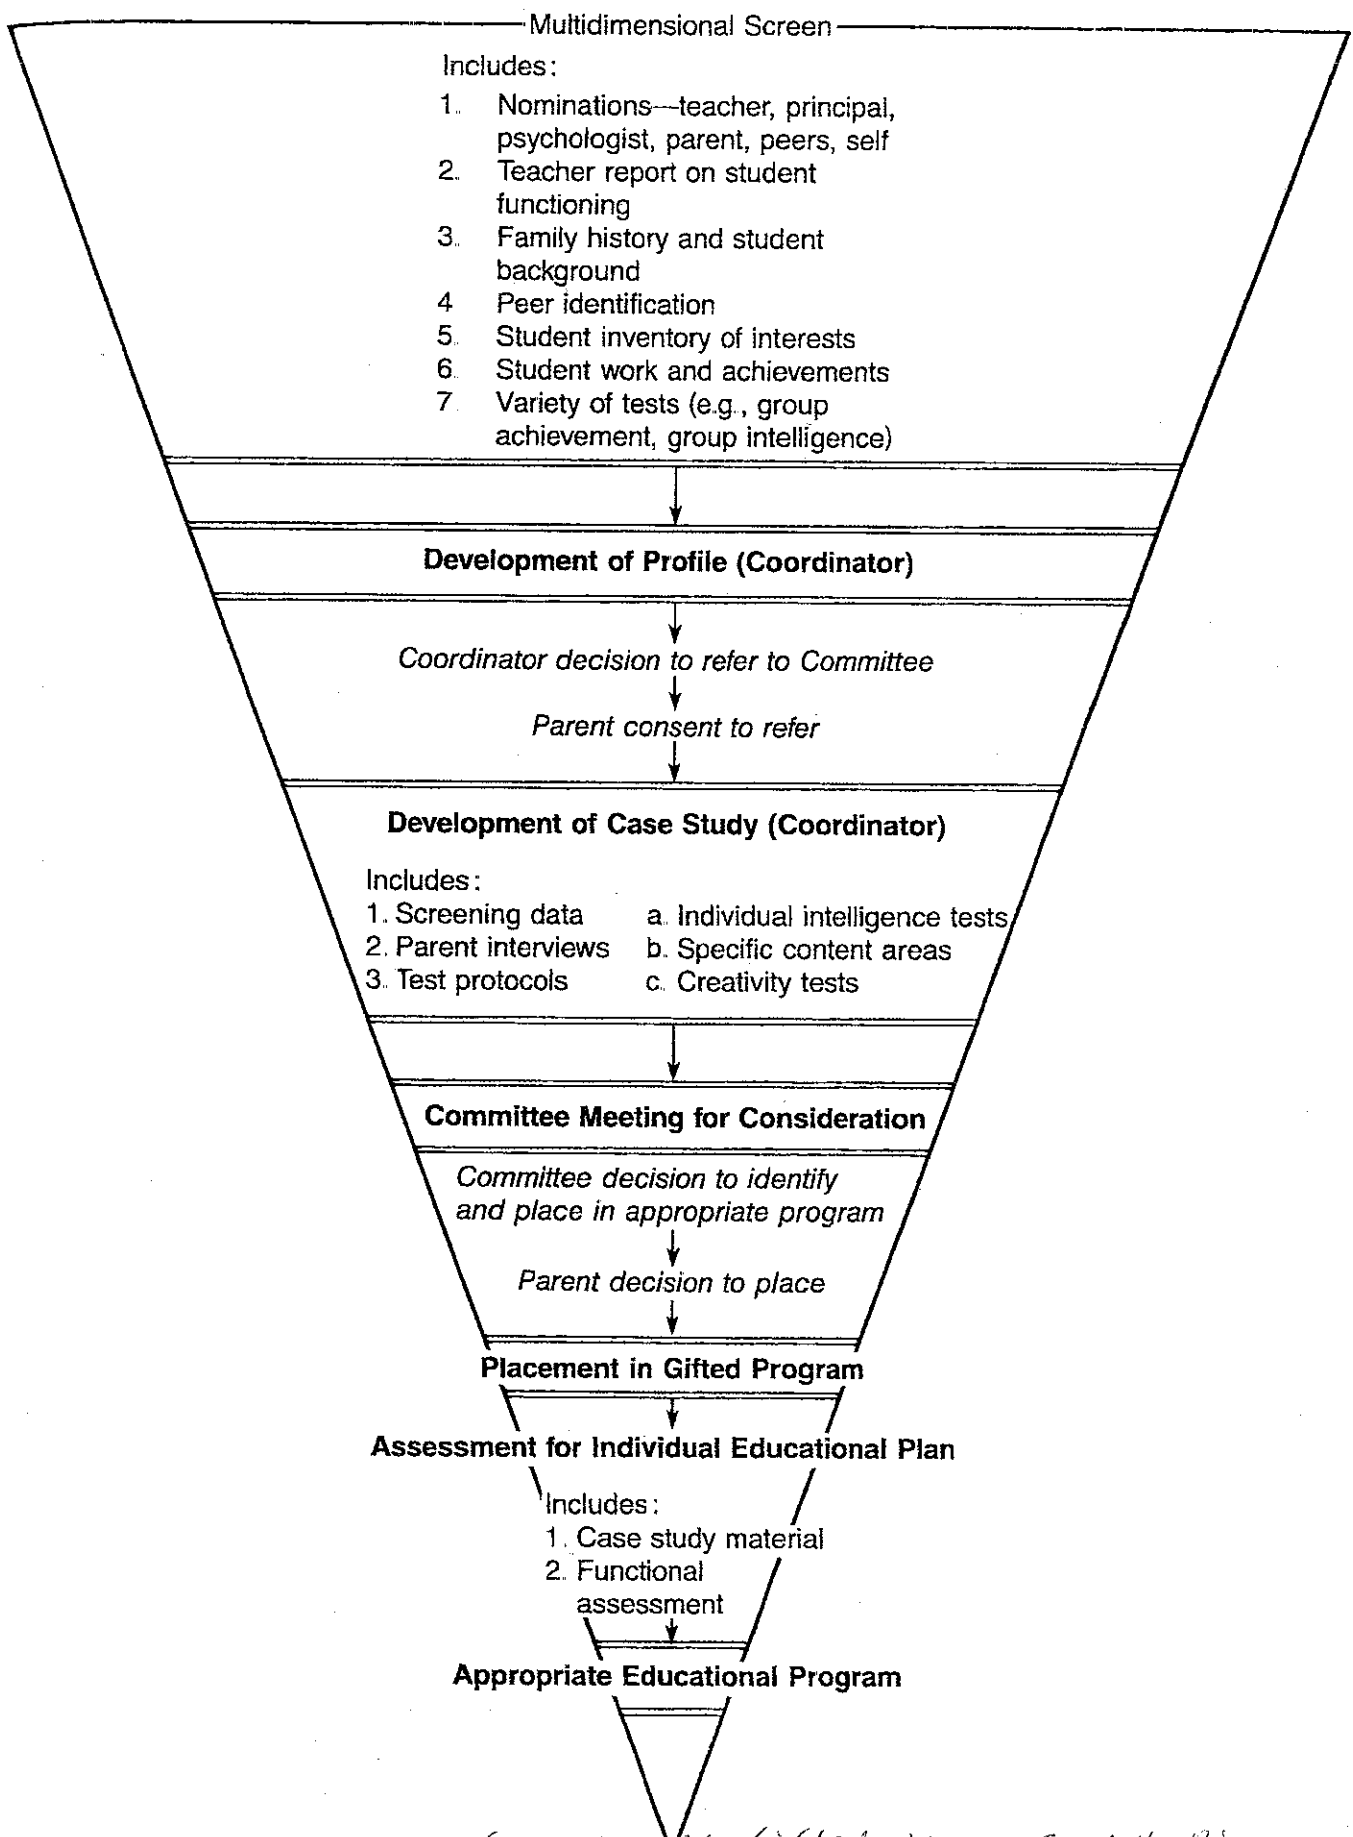 Multidimensional Screen
Includes:
1. Nominations—teacher, principal,
psychologist, parent, peers, self
2. Teacher report on student
functioning
3. Family history and student
background
4 Peer identification
5. Student inventory of interests
6. Student work and achievements
7. Variety of tests (e.g., group
achievement, group intelligence)
Development of Profile (Coordinator)
Coordinator decision to refer to Committee
Parent consent to refer
Development of Case Study (Coordinator)
Includes:
1. Screening data a. Individual intelligence tests
2. Parent interviews b. Specific content areas
3. Test protocols c. Creativity tests
Committee Meeting for Consideration
Committee decision to identify
and place in appropriate program
Parent decision to place
Placement in Gifted Program
Assessment for Individual Educational Plan
Includes:
1. Case study material
2. Functional
assessment
Appropriate Educational Program